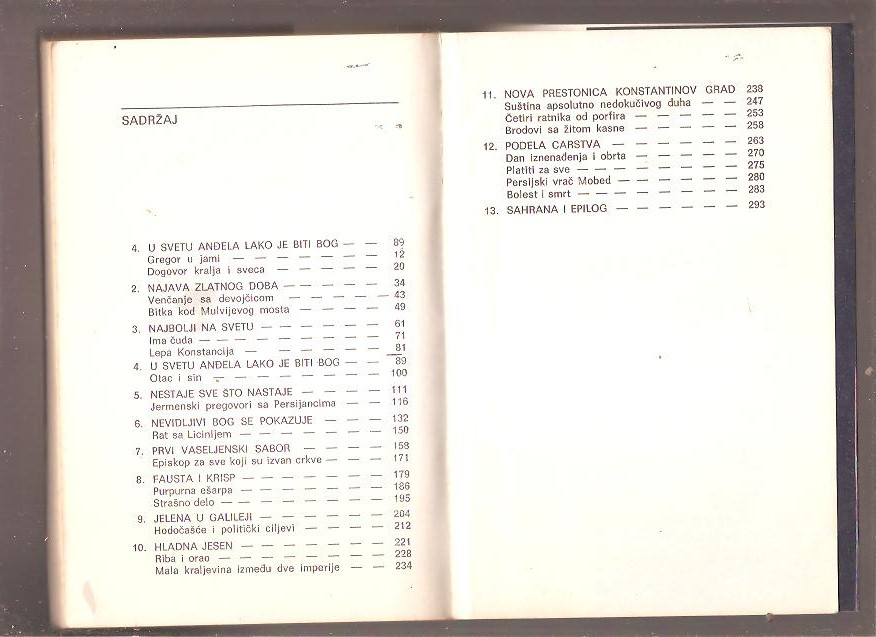 SADRŽAJ
4. U SVETU ANĐELA LAKO JE BITI BOG — — 89
Gregor u jami — — — — — — — 12
Dogovor kralja i sveca — — — — — 20
2. NAJAVA ZLATNOG DOBA — — — — — 34
Venčanje sa devojčicom — — — — — 43
Bitka kod Mulvijevog mosta — — — — 49
3. NAJBOLJI NA SVETU — — — — — — 61
Ima čuda — — — — — — — — 71
Lepa Konstancija — — — — — — 81
4. U SVETU ANĐELA LAKO JE BITI BOG — — 89
Otac i sin — — — — — — — — 100
5. NESTAJE SVE ŠTO NASTAJE — — — — 111
Jermenski pregovori sa Persijancima — — 116
6. NEVIDLJIVI BOG SE POKAZUJE — — — 132
Rat sa Licinijem — — — — — — — 150
7. PRVI VASELJENSKI SABOR — — — — 158
Episkop za sve koji su izvan crkve — — — 171
8. FAUSTA I KRISP — — — — — — — 179
Purpurna ešarpa — — — — — — 186
Strašno delo — — — — — — — — 195
9. JELENA U GALILEJI — — — — — — 204
Hodočašće i politički ciljevi — — — — 212
10. HLADNA JESEN — — — — — — — 221
Riba i orao — — — — — — — — 228
Mala kraljevina između dve imperije — — 234
11. NOVA PRESTONICA KONSTANTINOV GRAD 238
Suština apsolutno nedokučivog duha — — 247
Četiri ratnika od porfira — — — — — 253
Brodovi sa žitom kasne — — — — — 258
12. PODELA CARSTVA — — — — — — 263
Dan iznenađenja i obrta — — — — — 270
Platiti za sve — — — — — — — — 275
Persijski vrač Mobed — — — — — — 280
Bolest i smrt — — — — — — — — 283
13. SAHRANA I EPILOG — — — — — — 293